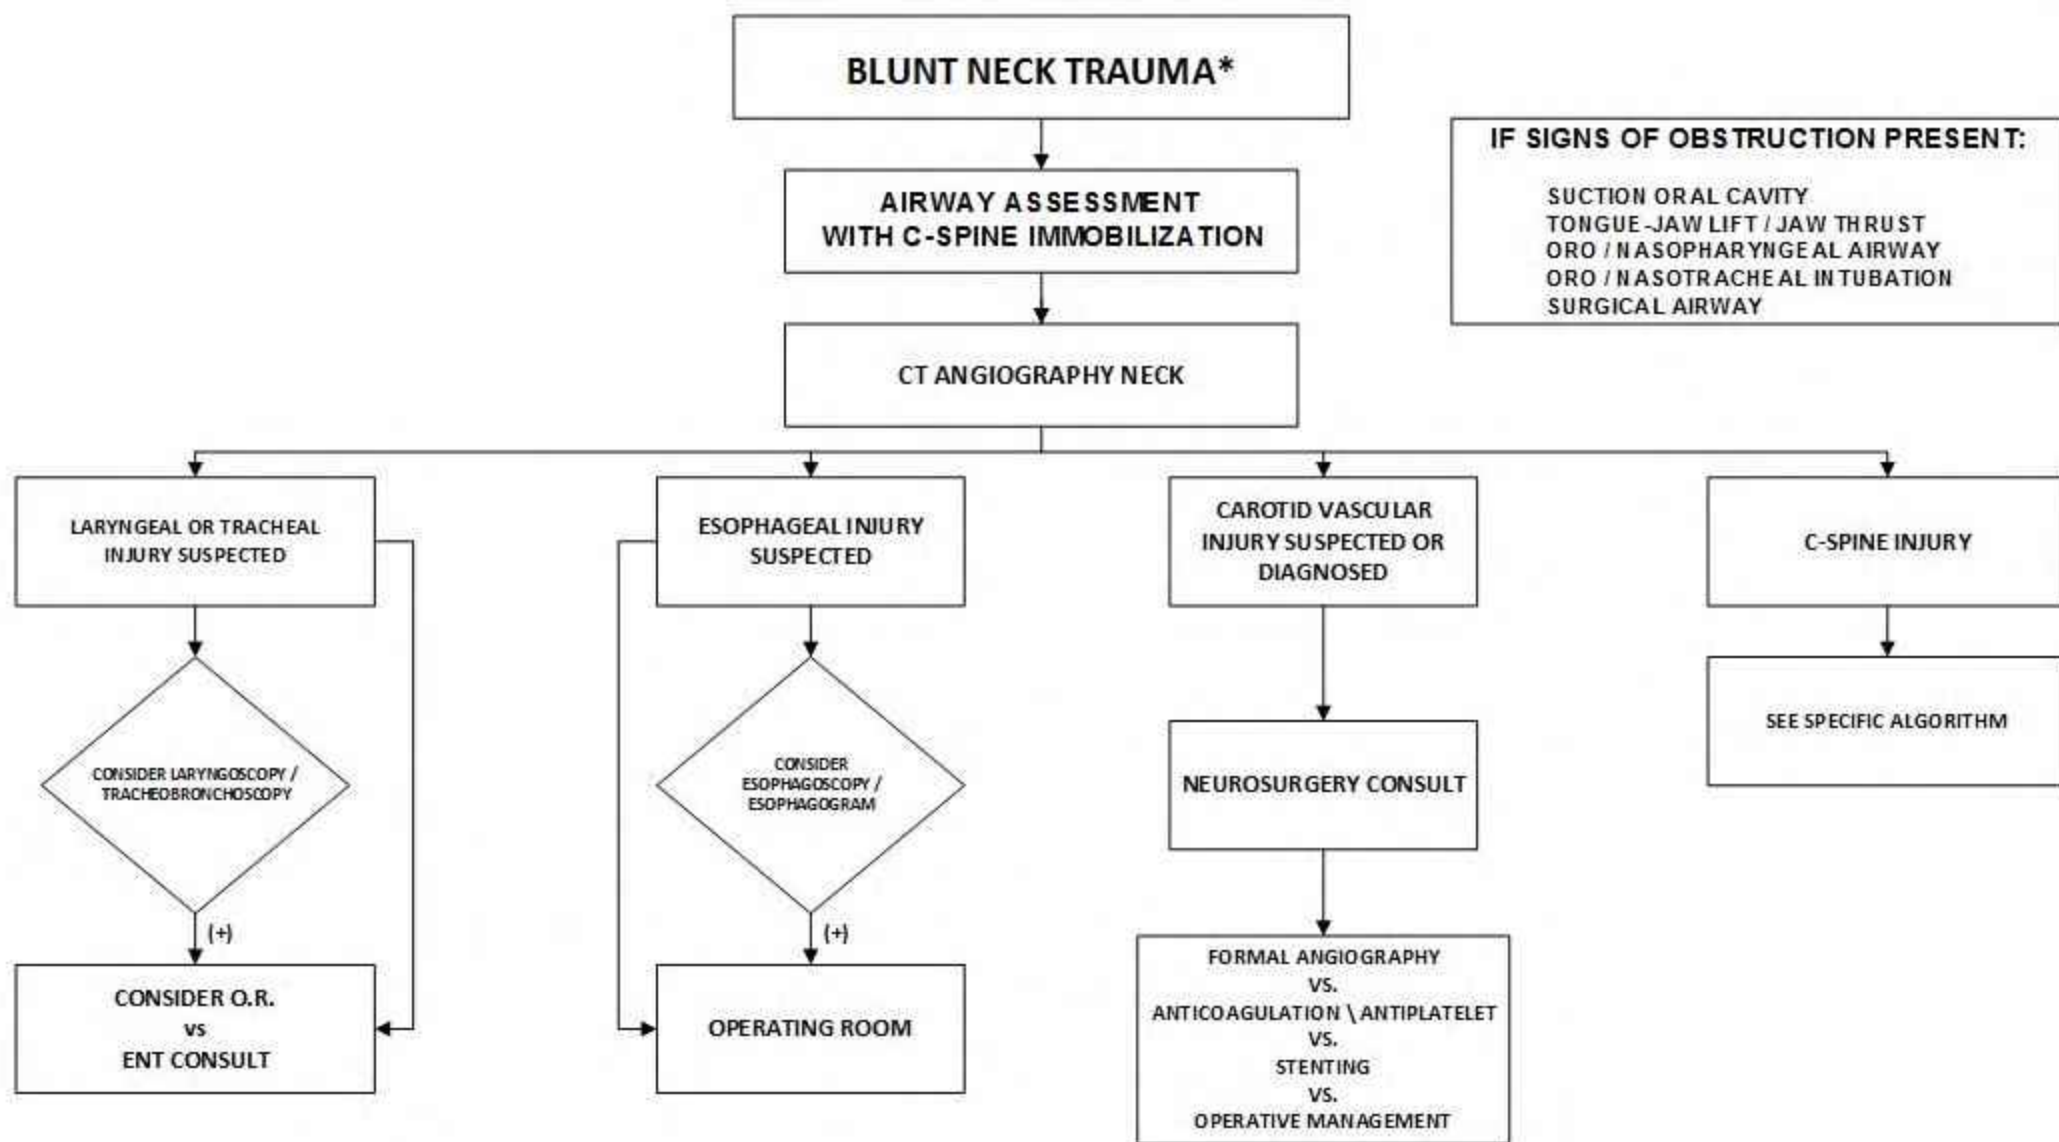 BLUNT NECK TRAUMA*
IF SIGNS OF OBSTRUCTION PRESENT:
SUCTION ORAL CAVITY
TONGUE-JAW LIFT / JAW THRUST
ORO / NASOPHARYNGEAL AIRWAY
ORO / NASOTRACHEAL INTUBATION
SURGICAL AIRWAY
AIRWAY ASSESSMENT
WITH C-SPINE IMMOBILIZATION
CT ANGIOGRAPHY NECK
LARYNGEAL OR TRACHEAL
INJURY SUSPECTED
ESOPHAGEAL INJURY
SUSPECTED
CAROTID VASCULAR
INJURY SUSPECTED OR
DIAGNOSED
C-SPINE INJURY
CONSIDER LARYNGOSCOPY /
TRACHEOBRONCHOSCOPY
CONSIDER
ESOPHAGOSCOPY /
ESOPHAGOGRAM
NEUROSURGERY CONSULT
SEE SPECIFIC ALGORITHM
(+)
(+)
CONSIDER O.R.
vs
ENT CONSULT
OPERATING ROOM
FORMAL ANGIOGRAPHY
VS.
ANTICOAGULATION \ ANTIPLATELET
VS.
STENTING
VS.
OPERATIVE MANAGEMENT